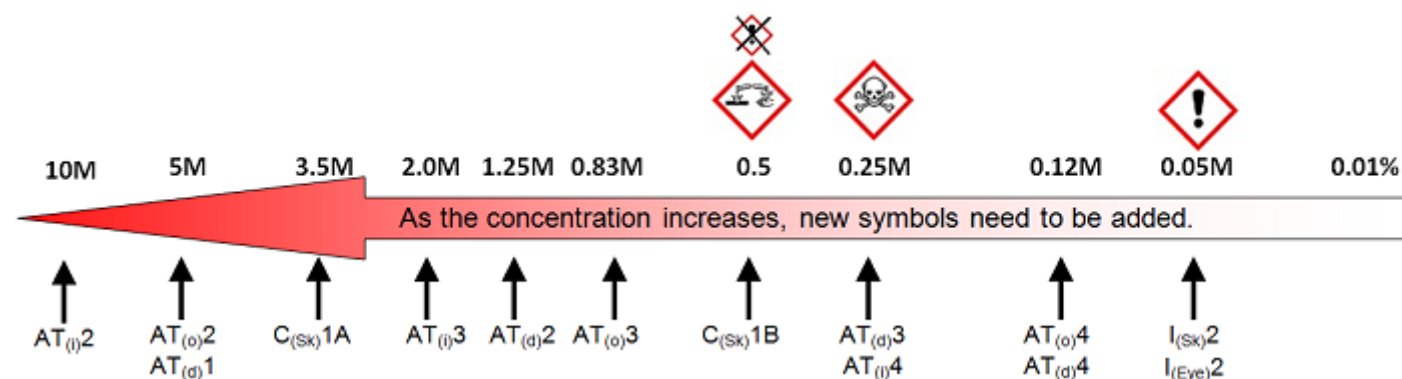 10M 5M 3.5M 2.0M 1.25M 0.83M 0.5 0.25M 0.12M 0.05M 0.01%
As the concentration increases, new symbols need to be added.
AT(i)2 AT(o)2 C(Sk)1A AT(i)3 AT(d)2 AT(o)3 C(Sk)1B AT(d)3 AT(o)4 I(Sk)2
AT(d)1 AT(i)4 AT(d)4 I(Eye)2